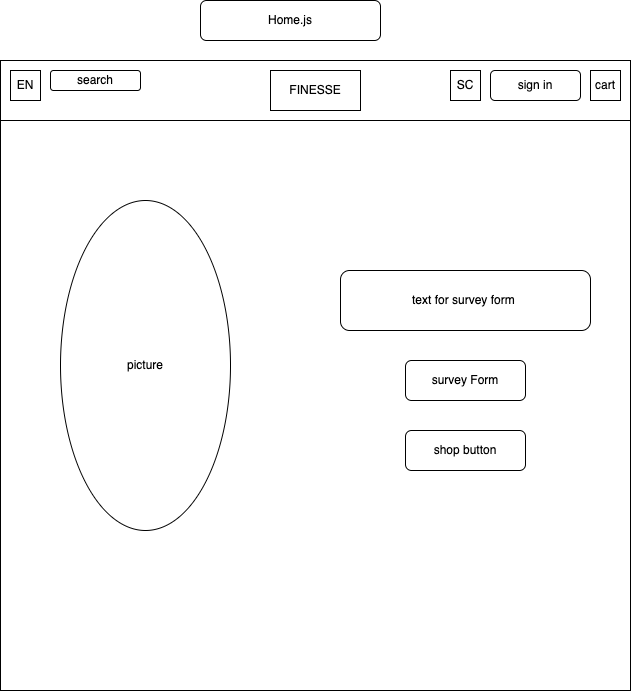 Home.js
EN
search
FINESSE
SC
sign in
cart
text for survey form
picture
survey Form
shop button